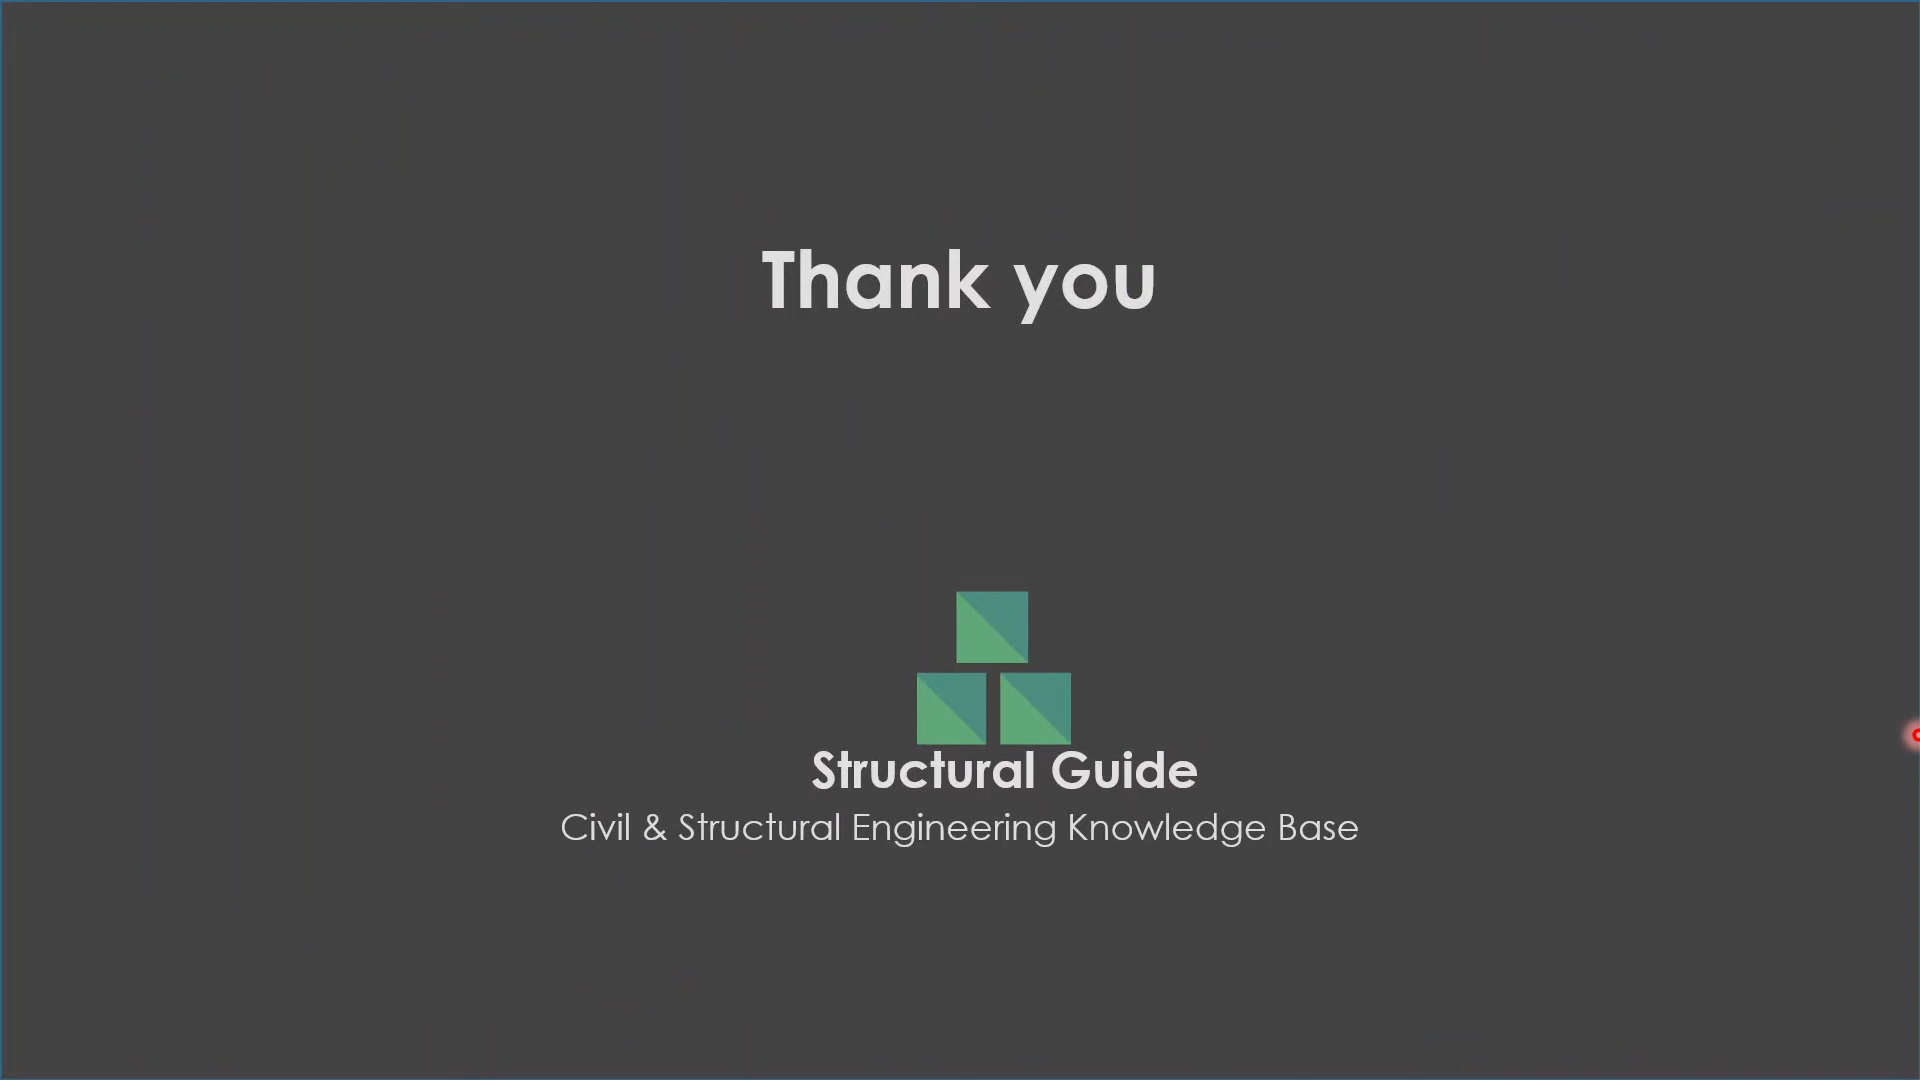 Thank you
Structural Guide
Civil & Structural Engineering Knowledge Base